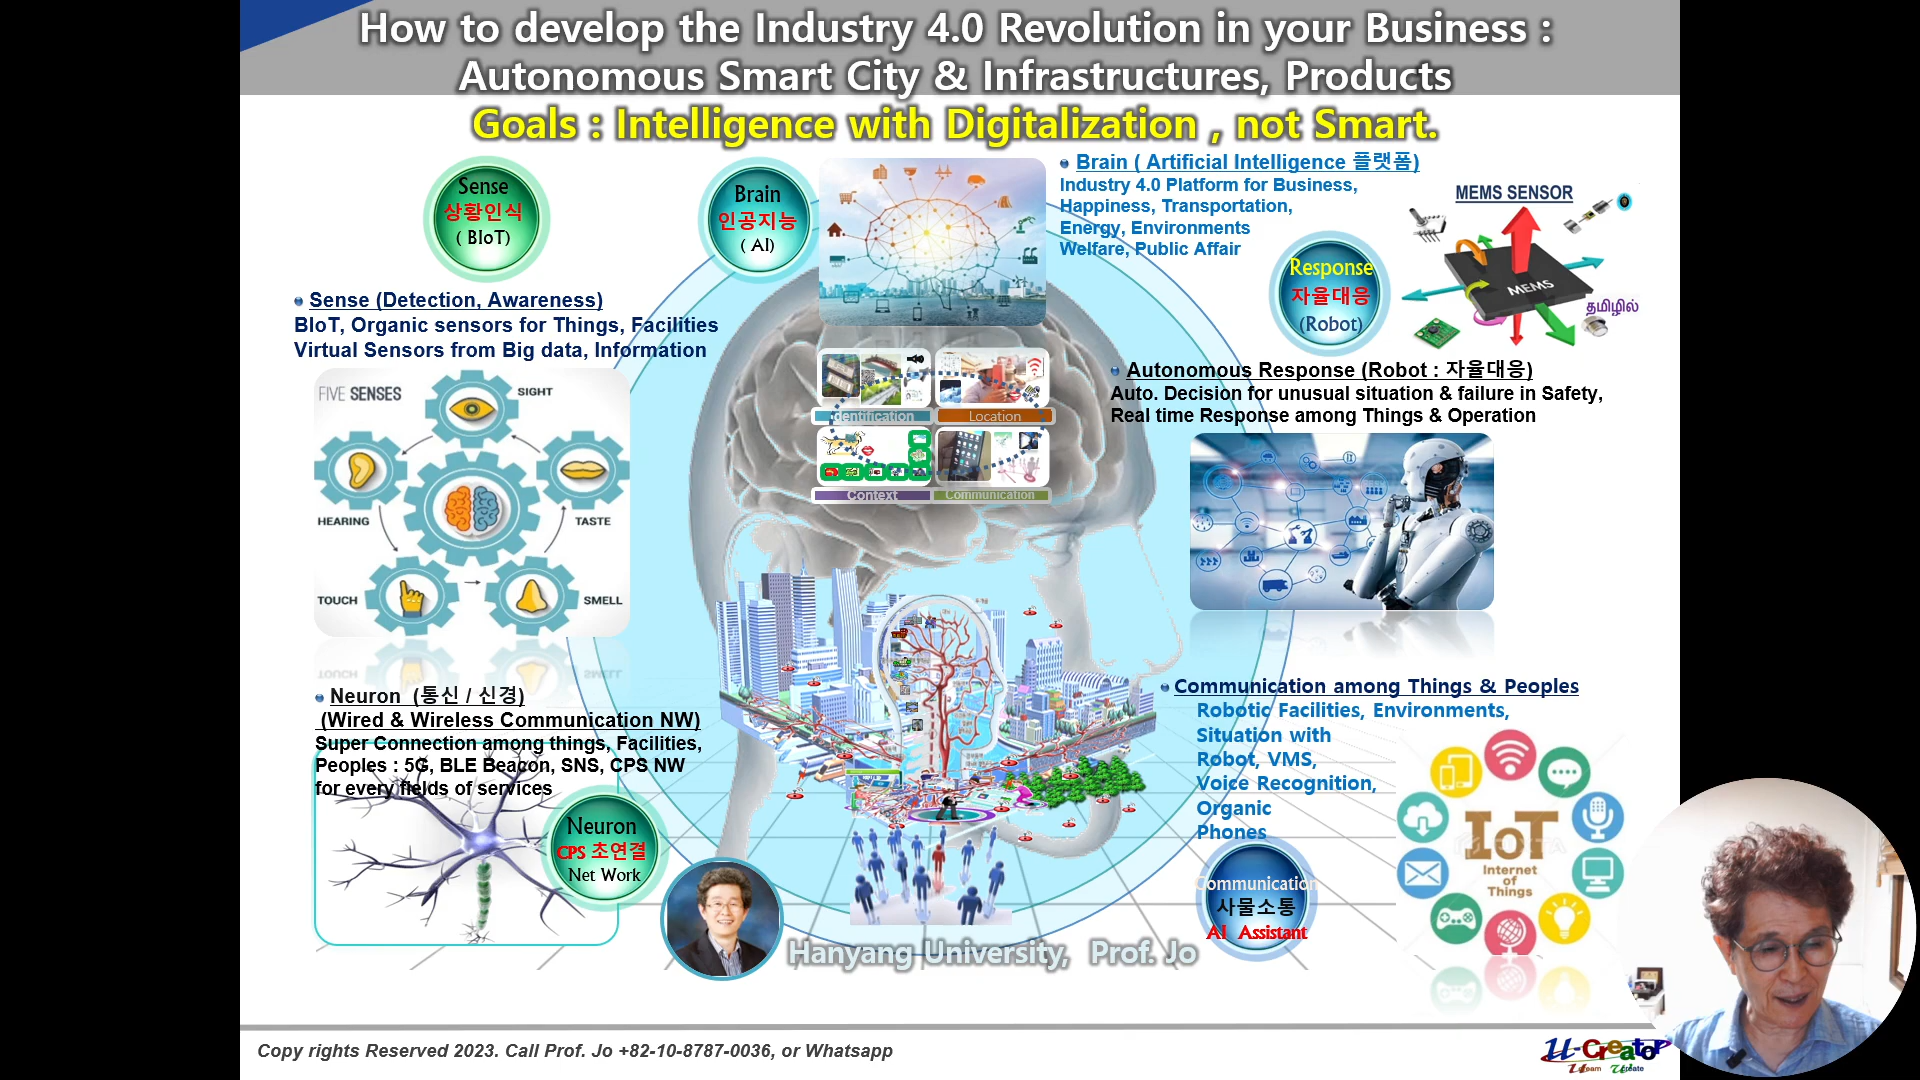 How to develop the Industry 4.0 Revolution in your Business :
Autonomous Smart City & Infrastructures, Products
Goals : Intelligence with Digitalization , not Smart.
Sense
상황인식
( BIoT)
Brain
인공지능
( AI)
Brain ( Artificial Intelligence 플랫폼)
Industry 4.0 Platform for Business,
Happiness, Transportation,
Energy, Environments
Welfare, Public Affair
MEMS SENSOR
MEMS
தமிழில்
Response
자율대응
(Robot)
Sense (Detection, Awareness)
BIoT, Organic sensors for Things, Facilities
Virtual Sensors from Big data, Information
FIVE SENSES
SIGHT
HEARING
TASTE
TOUCH
SMELL
Identification
Location
Context
Communication
Autonomous Response (Robot : 자율대응)
Auto. Decision for unusual situation & failure in Safety,
Real time Response among Things & Operation
Neuron (통신 / 신경)
(Wired & Wireless Communication NW)
Super Connection among things, Facilities,
Peoples : 5G, BLE Beacon, SNS, CPS NW
for every fields of services
Neuron
CPS 초연결
Net Work
Communication among Things & Peoples
Robotic Facilities, Environments,
Situation with
Robot, VMS,
Voice Recognition,
Organic
Phones
Communication
사물소통
AI Assistant
IoT
Internet
of
Things
Hanyang University, Prof. Jo
Copy rights Reserved 2023. Call Prof. Jo +82-10-8787-0036, or Whatsapp
U-Creator